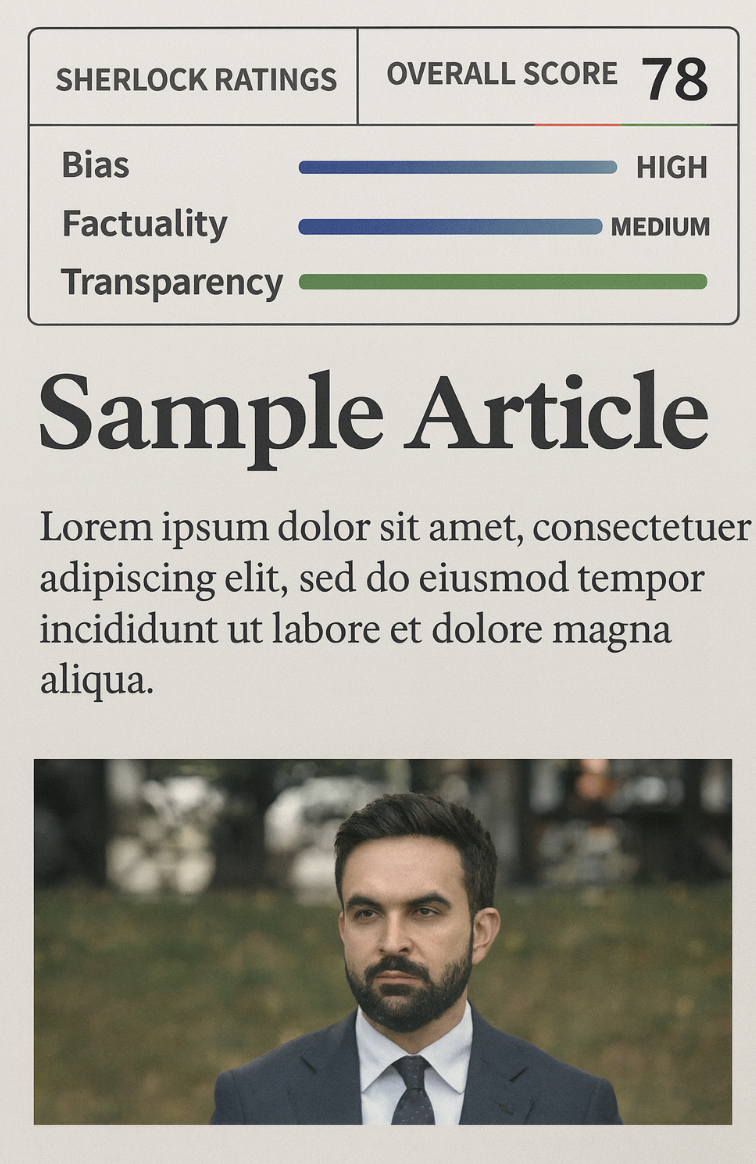 SHERLOCK RATINGS
OVERALL SCORE 78
Bias HIGH
Factuality MEDIUM
Transparency
Sample Article
Lorem ipsum dolor sit amet, consectetuer
adipiscing elit, sed do eiusmod tempor
incididunt ut labore et dolore magna
aliqua.